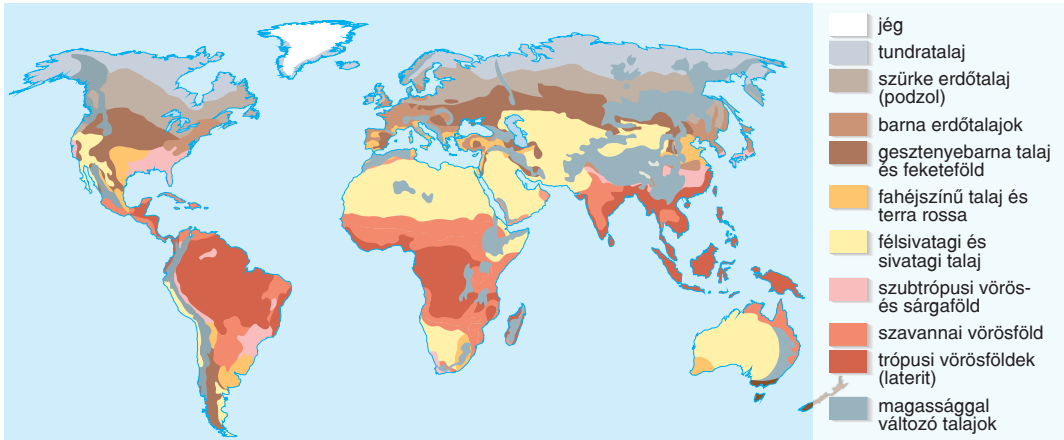 jég
tundratalaj
szürke erdőtalaj
(podzol)
barna erdőtalajok
gesztenyebarna talaj
és feketeföld
fahéjszínű talaj és
terra rossa
félsivatagi és
sivatagi talaj
szubtrópusi vörös-
és sárgaföld
szavannai vörösföld
trópusi vörösföldek
(laterit)
magassággal
változó talajok